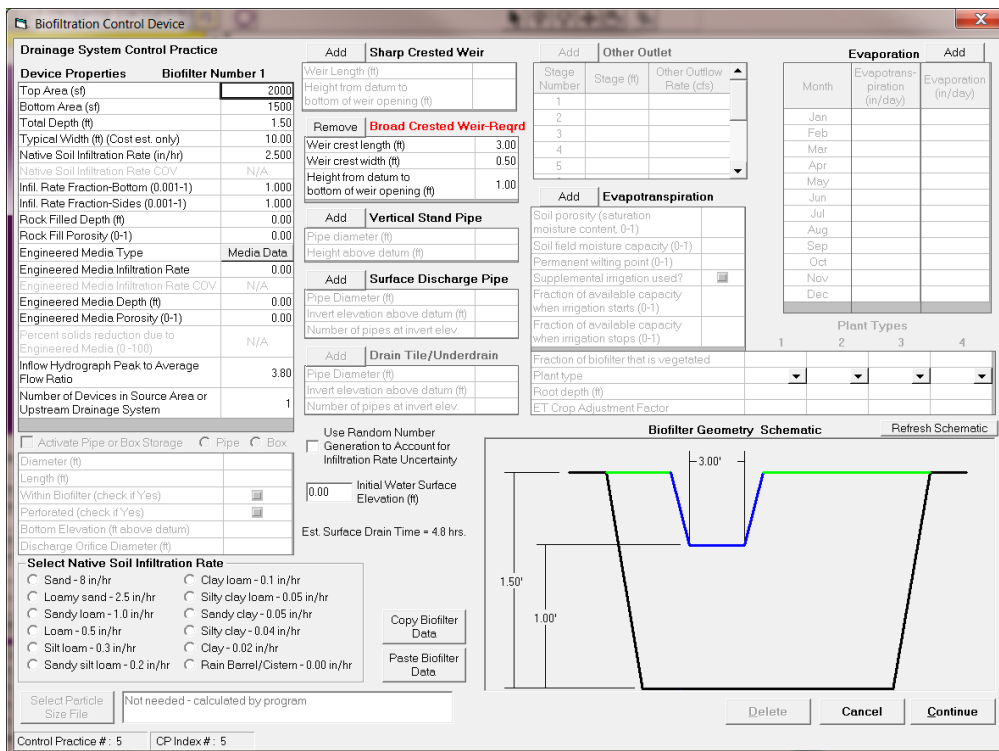 Biofiltration Control Device
Drainage System Control Practice
Device Properties Biofilter Number 1
Top Area (sf) 2000
Bottom Area (sf) 1500
Total Depth (ft) 1.50
Typical Width (ft) (Cost est. only) 10.00
Native Soil Infiltration Rate (in/hr) 2.500
Native Soil Infiltration Rate COV N/A
Infil. Rate Fraction-Bottom (0.001-1) 1.000
Infil. Rate Fraction-Sides (0.001-1) 1.000
Rock Filled Depth (ft) 0.00
Rock Fill Porosity (0-1) 0.00
Engineered Media Type Media Data
Engineered Media Infiltration Rate 0.00
Engineered Media Infiltration Rate COV N/A
Engineered Media Depth (ft) 0.00
Engineered Media Porosity (0-1) 0.00
Percent solids reduction due to
Engineered Media (0-100) N/A
Inflow Hydrograph Peak to Average
Flow Ratio 3.80
Number of Devices in Source Area or
Upstream Drainage System 1
Activate Pipe or Box Storage Pipe Box
Diameter (ft)
Length (ft)
Within Biofilter (check if Yes)
Perforated (check if Yes)
Bottom Elevation (ft above datum)
Discharge Orifice Diameter (ft)
Select Native Soil Infiltration Rate
Sand - 8 in/hr
Loamy sand - 2.5 in/hr
Sandy loam - 1.0 in/hr
Loam - 0.5 in/hr
Silt loam - 0.3 in/hr
Sandy silt loam - 0.2 in/hr
Clay loam - 0.1 in/hr
Silty clay loam - 0.05 in/hr
Sandy clay - 0.05 in/hr
Silty clay - 0.04 in/hr
Clay - 0.02 in/hr
Rain Barrel/Cistern - 0.00 in/hr
Select Particle
Size File
Not needed - calculated by program
Control Practice #: 5 CP Index #: 5
Add Sharp Crested Weir
Weir Length (ft)
Height from datum to
bottom of weir opening (ft)
Remove Broad Crested Weir-Reqrd
Weir crest length (ft) 3.00
Weir crest width (ft) 0.50
Height from datum to
bottom of weir opening (ft) 1.00
Add Vertical Stand Pipe
Pipe diameter (ft)
Height above datum (ft)
Add Surface Discharge Pipe
Pipe Diameter (ft)
Invert elevation above datum (ft)
Number of pipes at invert elev.
Add Drain Tile/Underdrain
Pipe Diameter (ft)
Invert elevation above datum (ft)
Number of pipes at invert elev.
Use Random Number
Generation to Account for
Infiltration Rate Uncertainty
0.00 Initial Water Surface
Elevation (ft)
Est. Surface Drain Time = 4.8 hrs.
Copy Biofilter
Data
Paste Biofilter
Data
Add Other Outlet
Stage
Number
Stage (ft)
Other Outflow
Rate (cfs)
1
2
3
4
5
Add Evapotranspiration
Soil porosity (saturation
moisture content, 0-1)
Soil field moisture capacity (0-1)
Permanent wilting point (0-1)
Supplemental irrigation used?
Fraction of available capacity
when irrigation starts (0-1)
Fraction of available capacity
when irrigation stops (0-1)
Fraction of biofilter that is vegetated
Plant type
Root depth (ft)
ET Crop Adjustment Factor
Evaporation Add
Month
Evapotrans-
piration
(in/day)
Evaporation
(in/day)
Jan
Feb
Mar
Apr
May
Jun
Jul
Aug
Sep
Oct
Nov
Dec
Plant Types
1 2 3 4
Biofilter Geometry Schematic Refresh Schematic
3.00'
1.50'
1.00'
Delete Cancel Continue